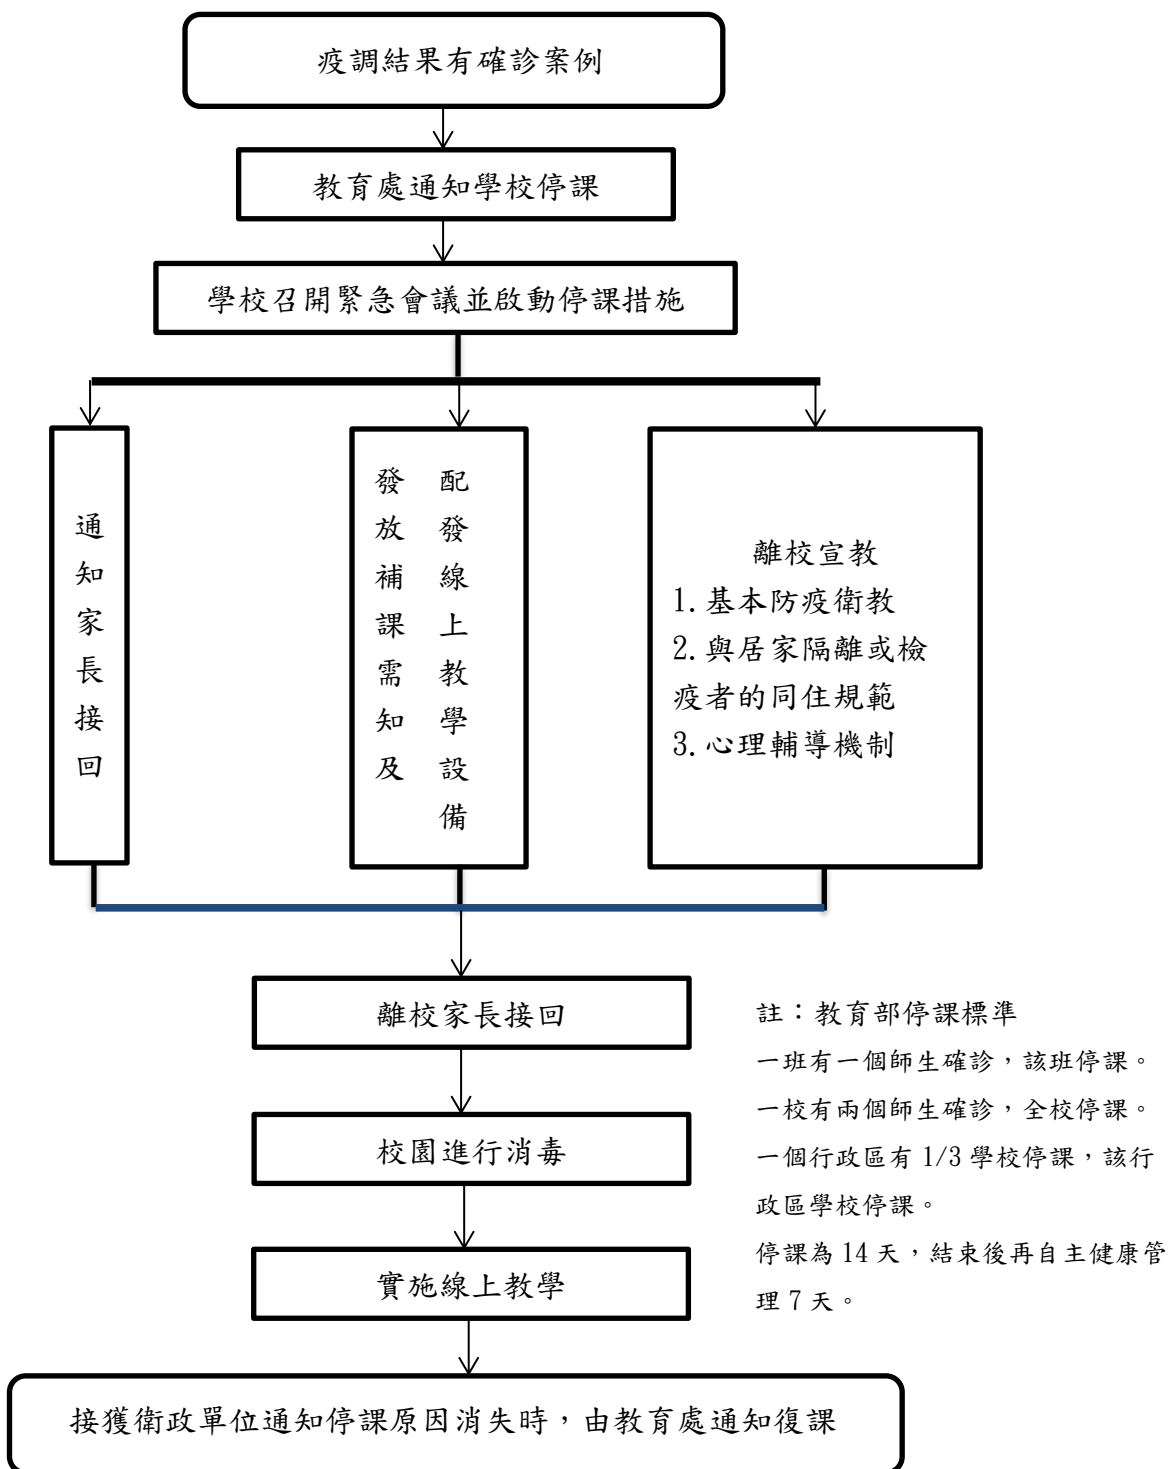 疫調結果有確診案例
教育處通知學校停課
學校召開緊急會議並啟動停課措施
通知家長接回
發放補課需知及
配發線上教學設備
離校宣教
1.基本防疫衛教
2.與居家隔離或檢
疫者的同住規範
3.心理輔導機制
離校家長接回
校園進行消毒
實施線上教學
接獲衛政單位通知停課原因消失時，由教育處通知復課
註：教育部停課標準
一班有一個師生確診，該班停課。
一校有兩個師生確診，全校停課。
一個行政區有 1/3 學校停課，該行
政區學校停課。
停課為 14 天，結束後再自主健康管
理 7 天。